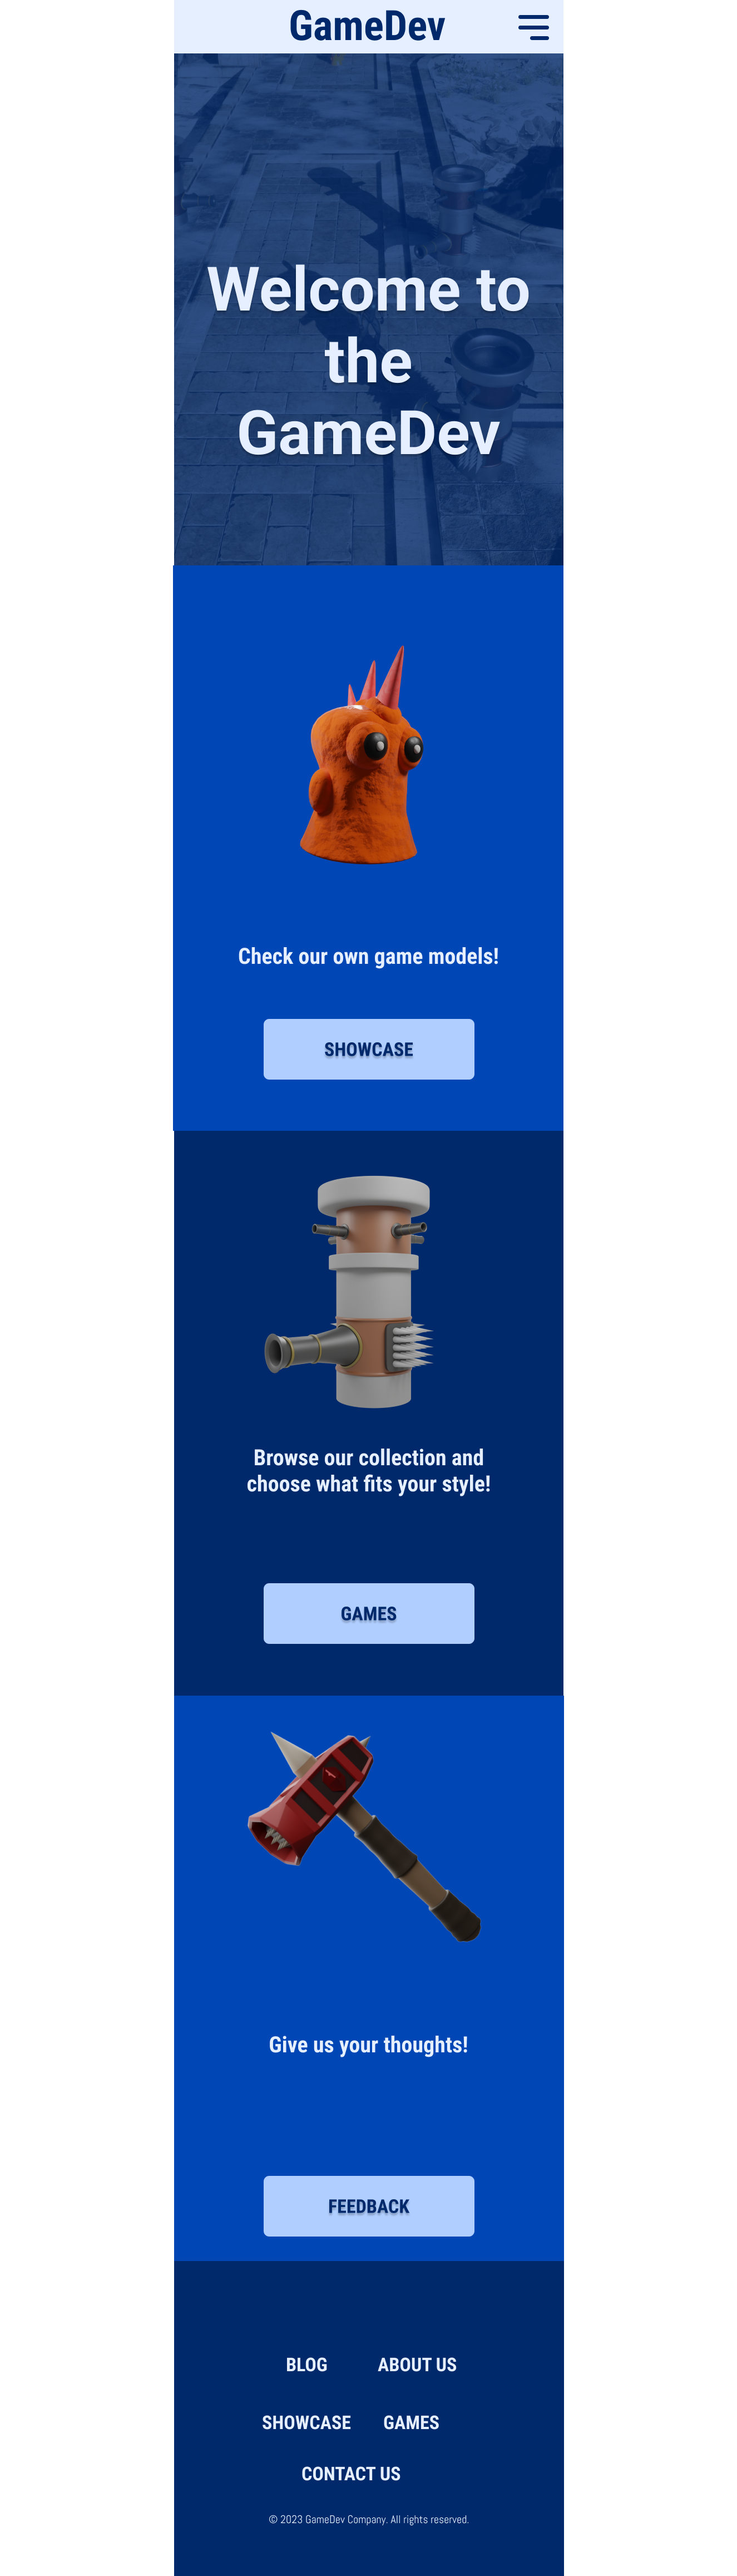 GameDev
Welcome to
the
GameDev
Check our own game models!
SHOWCASE
Browse our collection and
choose what fits your style!
GAMES
Give us your thoughts!
FEEDBACK
BLOG ABOUT US
SHOWCASE GAMES
CONTACT US
© 2023 GameDev Company. All rights reserved.